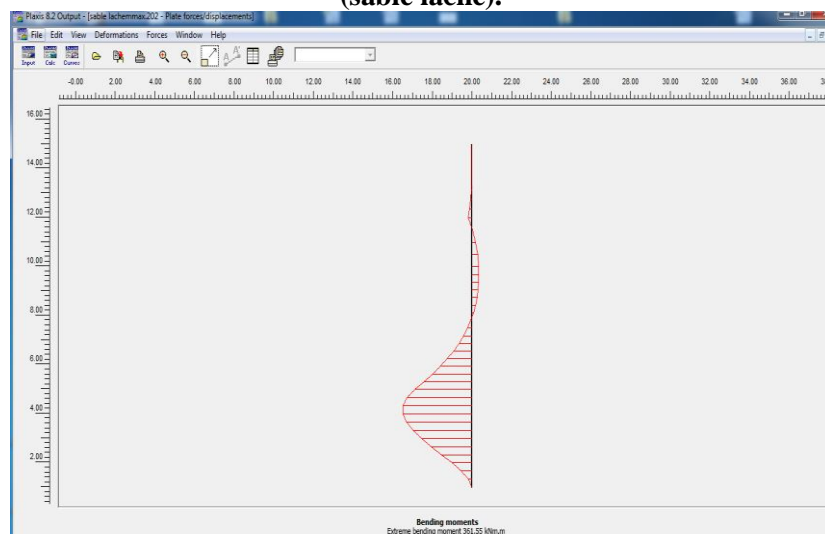 (sable lâche).
Plaxis 8.2 Output - [sable lachemmax.202 - Plate forces/displacements]
File Edit View Deformations Forces Window Help
Input Calc Curves
-0.00 2.00 4.00 6.00 8.00 10.00 12.00 14.00 16.00 18.00 20.00 22.00 24.00 26.00 28.00 30.00 32.00 34.00 36.00
16.00
14.00
12.00
10.00
8.00
6.00
4.00
2.00
Bending moments
Extreme bending moment 361.55 kNm.m